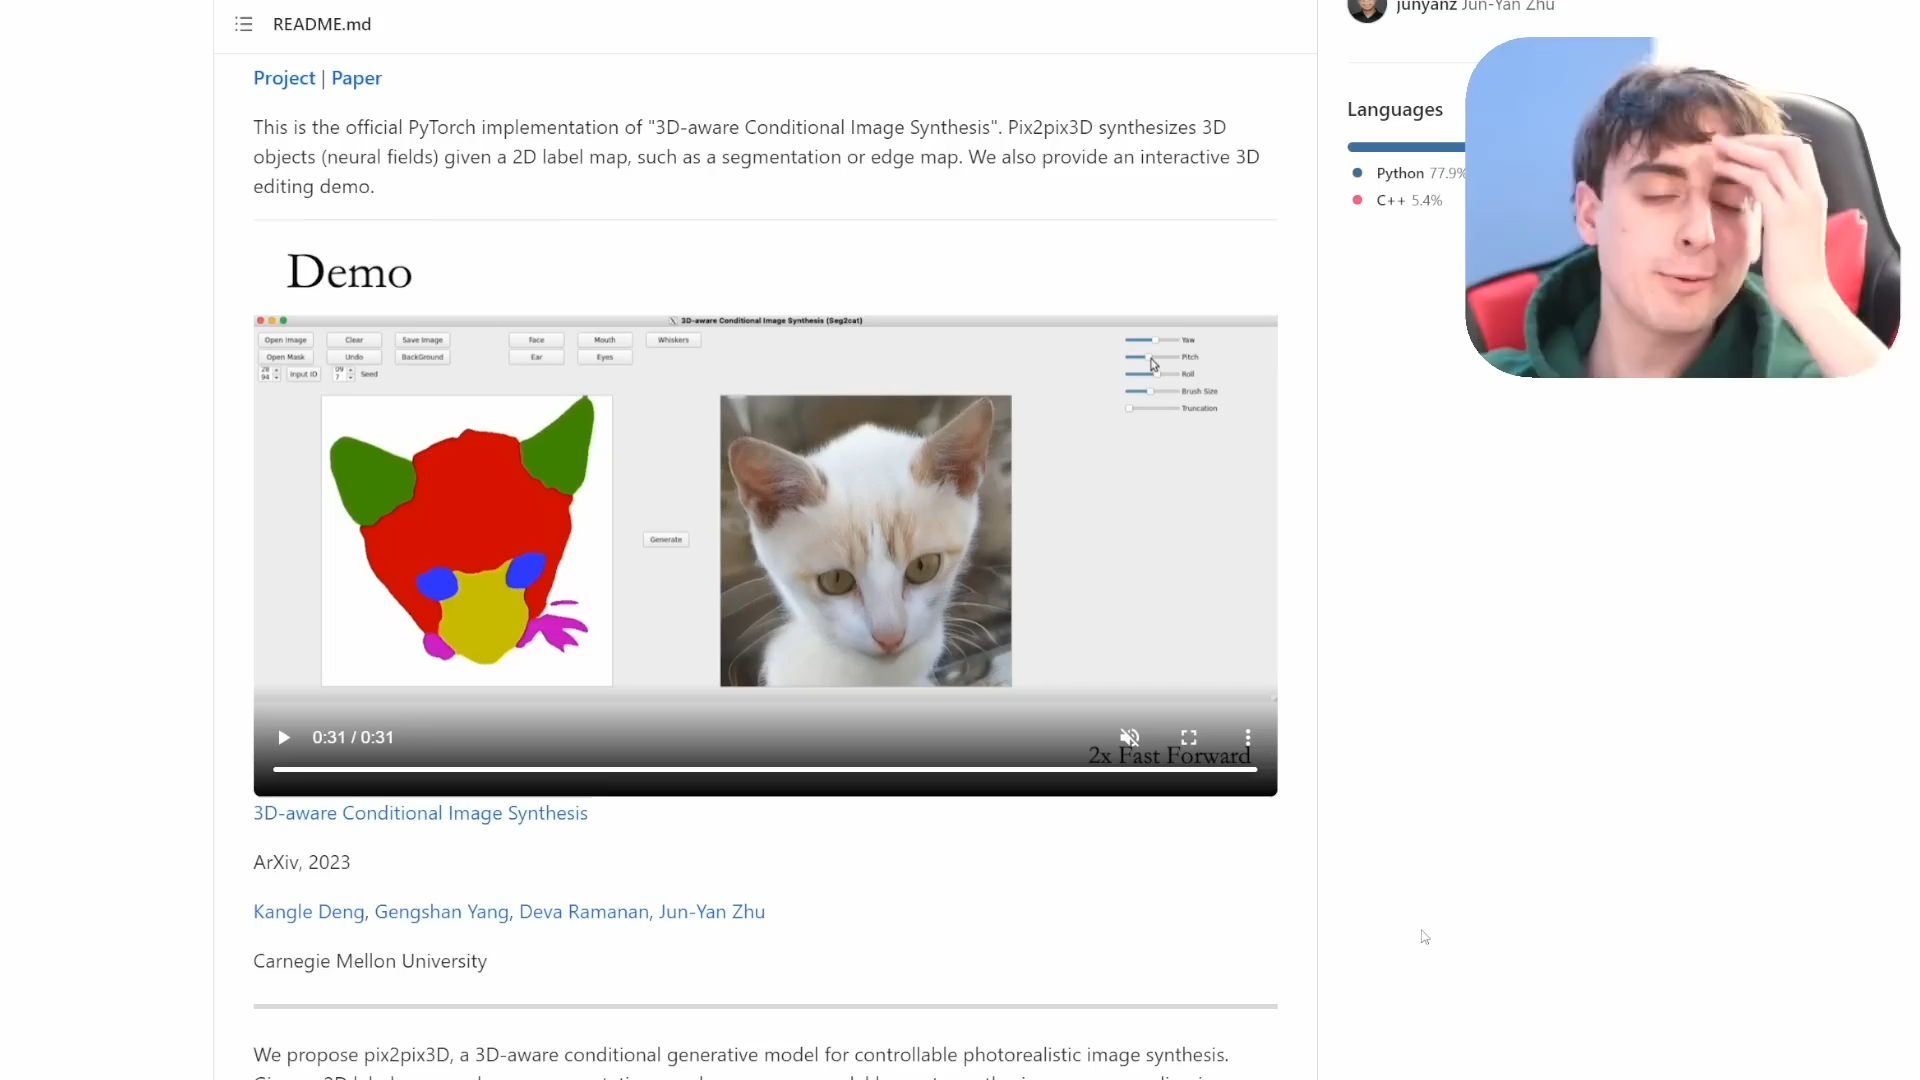 README.md
junyanz Jun-Yan Zhu
Project | Paper
This is the official PyTorch implementation of "3D-aware Conditional Image Synthesis". Pix2pix3D synthesizes 3D
objects (neural fields) given a 2D label map, such as a segmentation or edge map. We also provide an interactive 3D
editing demo.
Languages
Python 77.9%
C++ 5.4%
Demo
3D-aware Conditional Image Synthesis (Seg2cat)
Open Image Clear Save Image Face Mouth Whiskers Yaw
Open Mask Undo BackGround Ear Eyes Pitch
Input ID Seed Roll
Brush Size
Truncation
Generate
0:31 / 0:31
2x Fast Forward
3D-aware Conditional Image Synthesis
ArXiv, 2023
Kangle Deng, Gengshan Yang, Deva Ramanan, Jun-Yan Zhu
Carnegie Mellon University
We propose pix2pix3D, a 3D-aware conditional generative model for controllable photorealistic image synthesis.